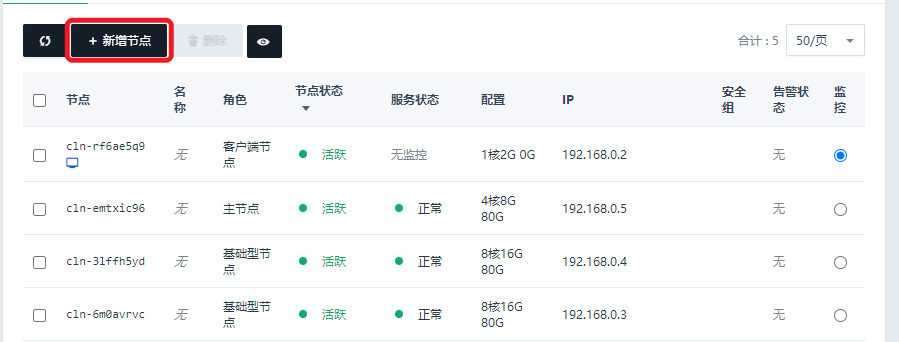 + 新增节点 删除 合计 : 5 50/页
节点 名称 角色 节点状态 服务状态 配置 IP 安全组 告警状态 监控
cln-rf6ae5q9 无 客户端节点 活跃 无监控 1核2G 0G 192.168.0.2 无
cln-emtxic96 无 主节点 活跃 正常 4核8G 80G 192.168.0.5 无
cln-3lffh5yd 无 基础型节点 活跃 正常 8核16G 80G 192.168.0.4 无
cln-6m0avrvc 无 基础型节点 活跃 正常 8核16G 80G 192.168.0.3 无